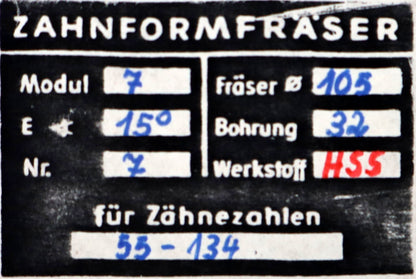 ZAHNFORMFRÄSER
Modul 7 Fräser Ø 105
E ∢ 15° Bohrung 32
Nr. 7 Werkstoff HSS
für Zähnezahlen
55 - 134